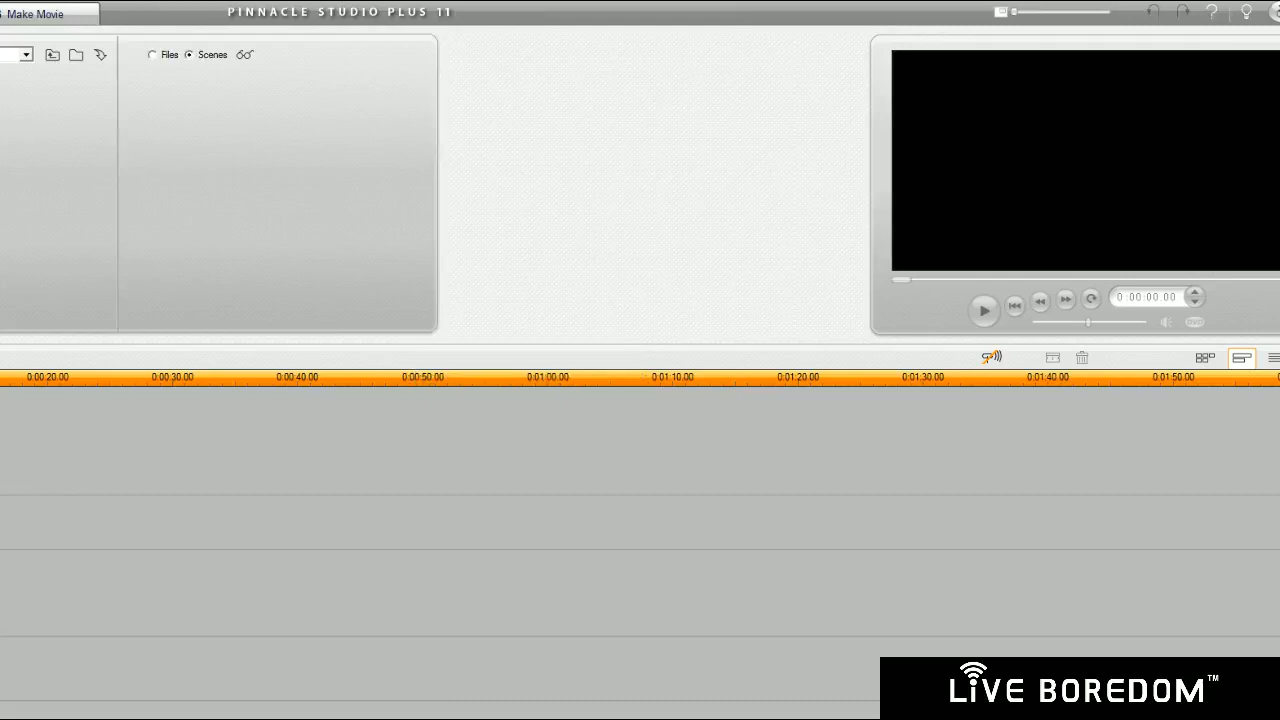 Make Movie
PINNACLE STUDIO PLUS 11
Files Scenes
0:00:00.00
DVD
0:00:20.00 0:00:30.00 0:00:40.00 0:00:50.00 0:01:00.00 0:01:10.00 0:01:20.00 0:01:30.00 0:01:40.00 0:01:50.00
LiVE BOREDOM™